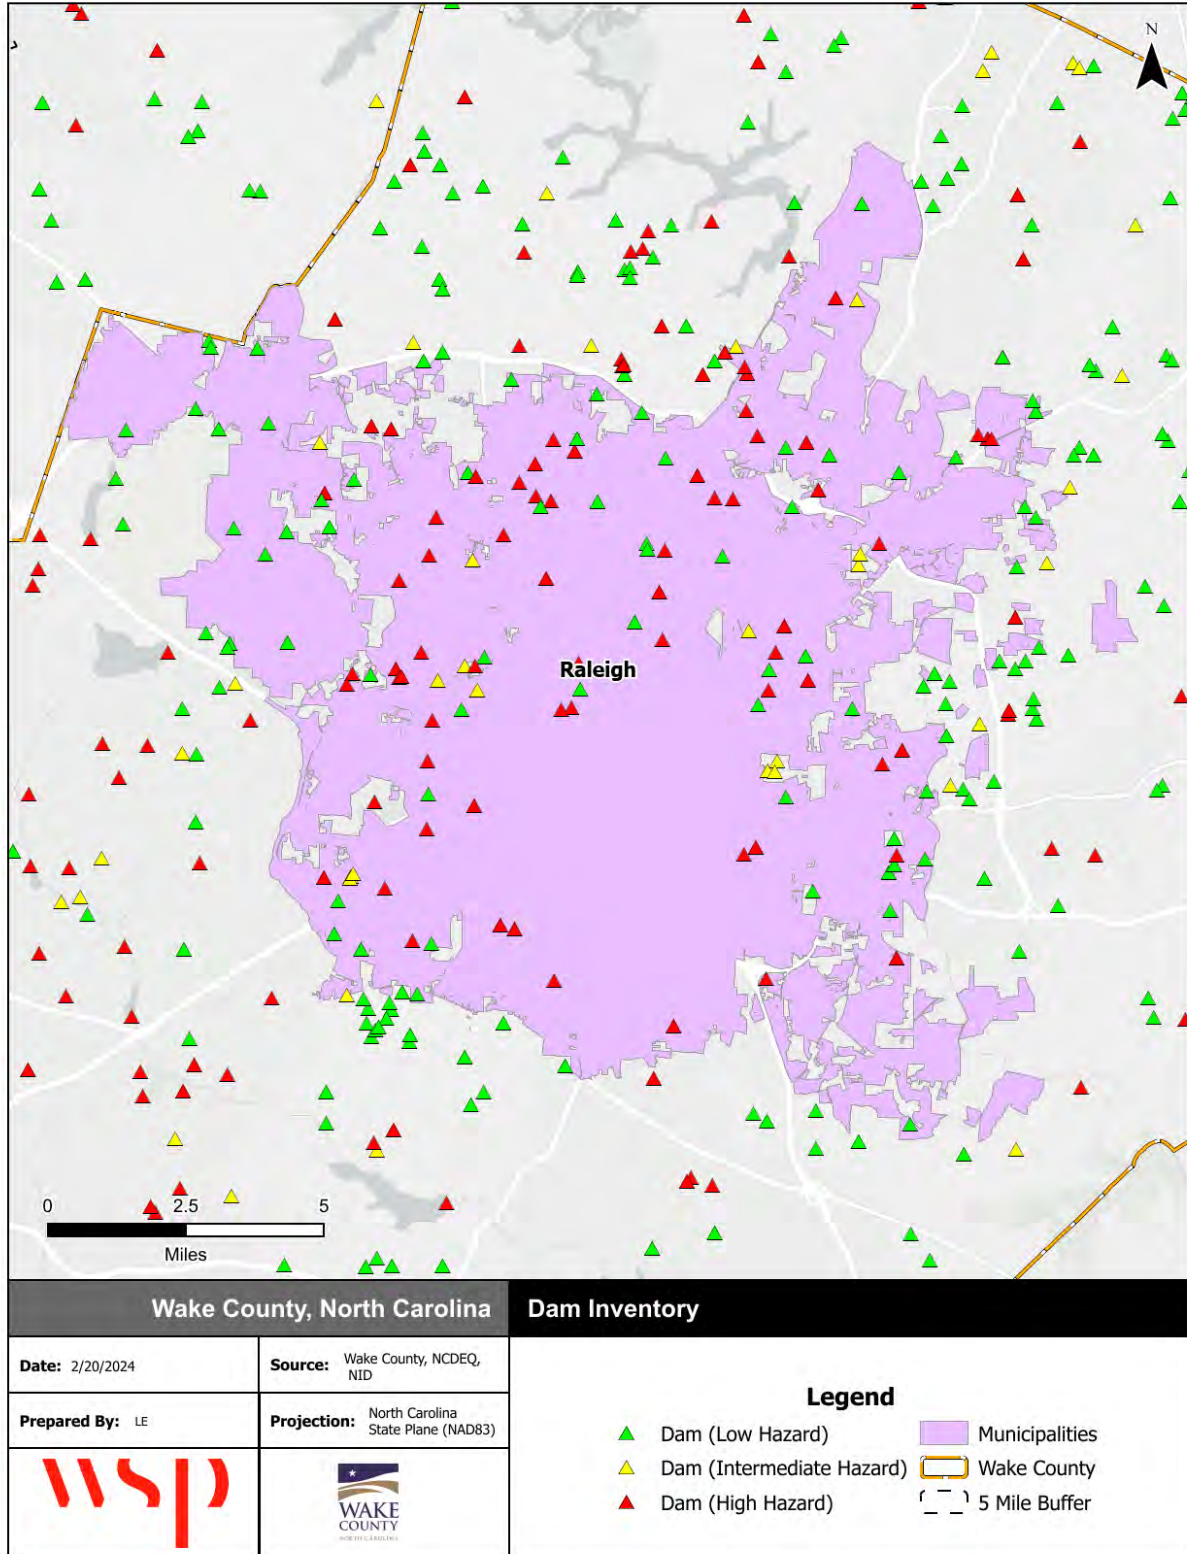 N
Raleigh
0 2.5 5
Miles
Wake County, North Carolina
Dam Inventory
Date: 2/20/2024
Source: Wake County, NCDEQ,
NID
Prepared By: LE
Projection: North Carolina
State Plane (NAD83)
wsp
WAKE
COUNTY
NORTH CAROLINA
Legend
Dam (Low Hazard)
Dam (Intermediate Hazard)
Dam (High Hazard)
Municipalities
Wake County
5 Mile Buffer